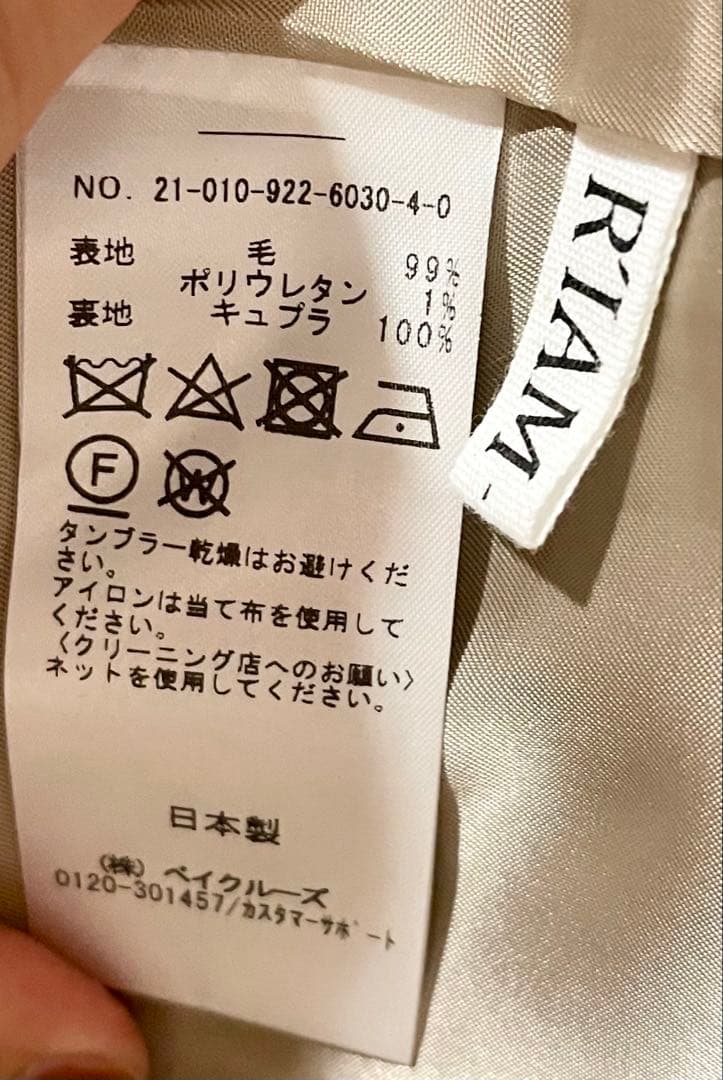 NO. 21-010-922-6030-4-0
表地 毛 99%
ポリウレタン 1%
裏地 キュプラ 100%
F
W
タンブラー乾燥はお避けくだ
さい。
アイロンは当て布を使用して
ください。
〈クリーニング店へのお願い〉
ネットを使用してください。
日本製
(株) ベイクルーズ
0120-301457/カスタマーサポート
R'IAM